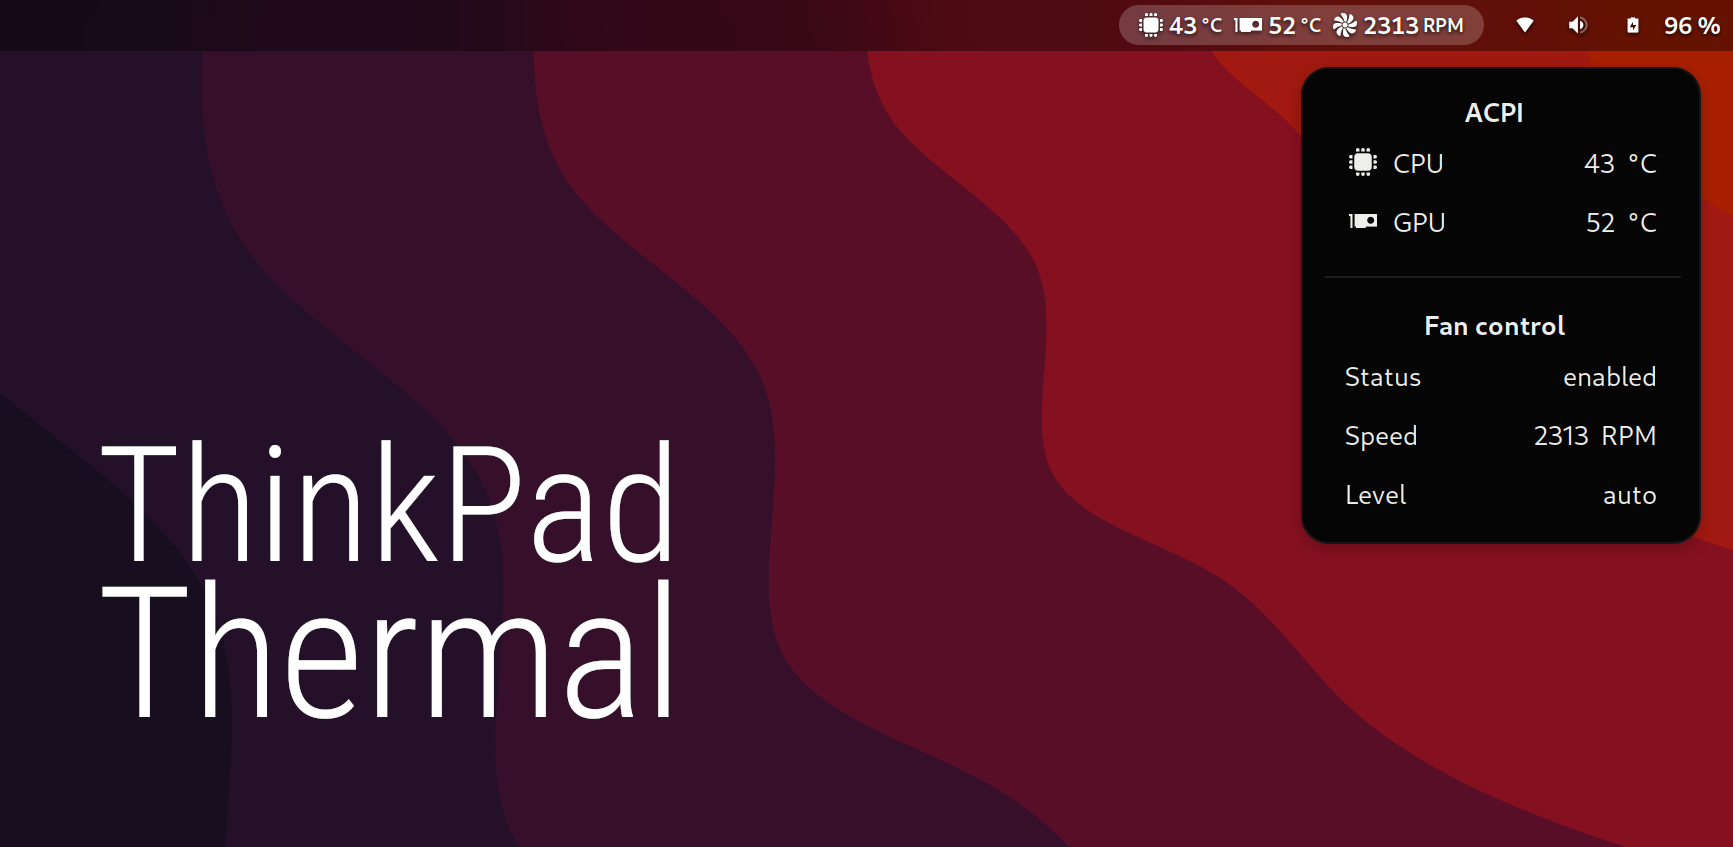 43 °C 52 °C 2313 RPM 96 %
ACPI
CPU 43 °C
GPU 52 °C
Fan control
Status enabled
Speed 2313 RPM
Level auto
ThinkPad
Thermal